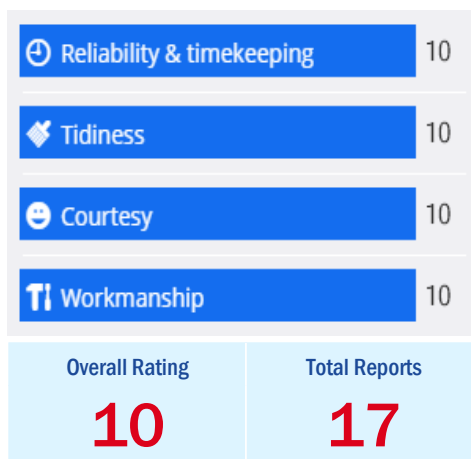 Reliability & timekeeping 10
Tidiness 10
Courtesy 10
Workmanship 10
Overall Rating Total Reports
10 17